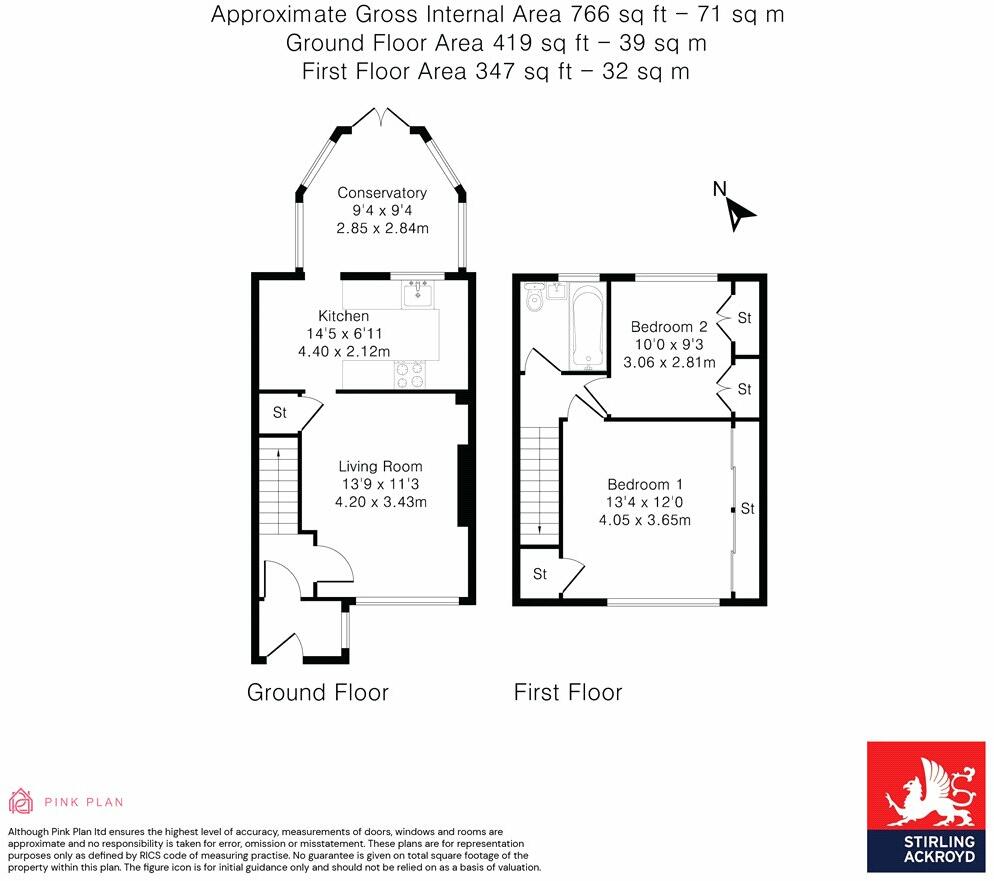 Approximate Gross Internal Area 766 sq ft – 71 sq m
Ground Floor Area 419 sq ft – 39 sq m
First Floor Area 347 sq ft – 32 sq m
N
Conservatory
9'4 x 9'4
2.85 x 2.84m
Kitchen
14'5 x 6'11
4.40 x 2.12m
St
Living Room
13'9 x 11'3
4.20 x 3.43m
Bedroom 2
10'0 x 9'3
3.06 x 2.81m
St
St
Bedroom 1
13'4 x 12'0
4.05 x 3.65m
St
St
Ground Floor
First Floor
PINK PLAN
Although Pink Plan ltd ensures the highest level of accuracy, measurements of doors, windows and rooms are
approximate and no responsibility is taken for error, omission or misstatement. These plans are for representation
purposes only as defined by RICS code of measuring practise. No guarantee is given on total square footage of the
property within this plan. The figure icon is for initial guidance only and should not be relied on as a basis of valuation.
STIRLING
ACKROYD